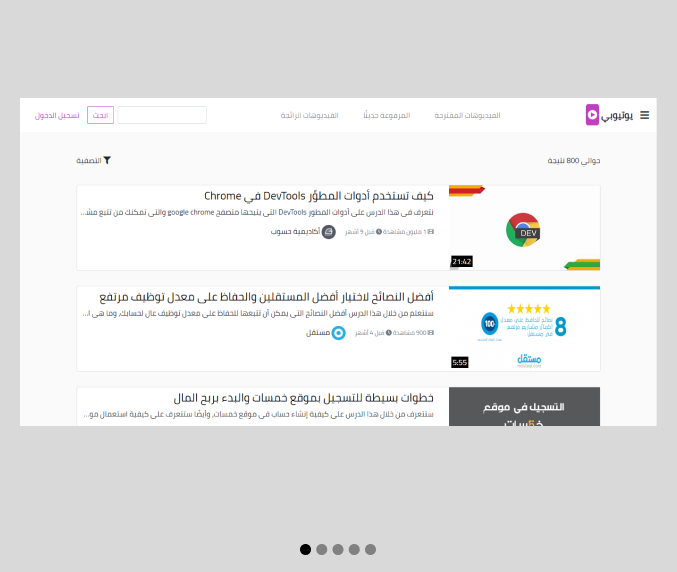 يوتيوبي
الفيديوهات المقترحة
المرفوعة حديثًا
الفيديوهات الرائجة
ابحث
تسجيل الدخول
حوالي 800 نتيجة
التصفية
كيف تستخدم أدوات المطوِّر DevTools في Chrome
نتعرف في هذا الدرس على أدوات المطور DevTools التي يتيحها متصفح google chrome والتي تمكنك من تتبع مشـ...
1 مليون مشاهدة قبل 9 أشهر أكاديمية حسوب
DEV
21:42
أفضل النصائح لاختيار أفضل المستقلين والحفاظ على معدل توظيف مرتفع
ستتعلم من خلال هذا الدرس أفضل النصائح التي يمكن أن تتبعها للحفاظ على معدل توظيف عال لحسابك، وما هي ا...
900 مشاهدة قبل 4 أشهر مستقل
8
100%
مستقل
5:55
خطوات بسيطة للتسجيل بموقع خمسات والبدء بربح المال
ستتعرف من خلال هذا الدرس على كيفية إنشاء حساب في موقع خمسات، وأيضًا ستتعرف على كيفية استعمال مو...
التسجيل في موقع
خمسات